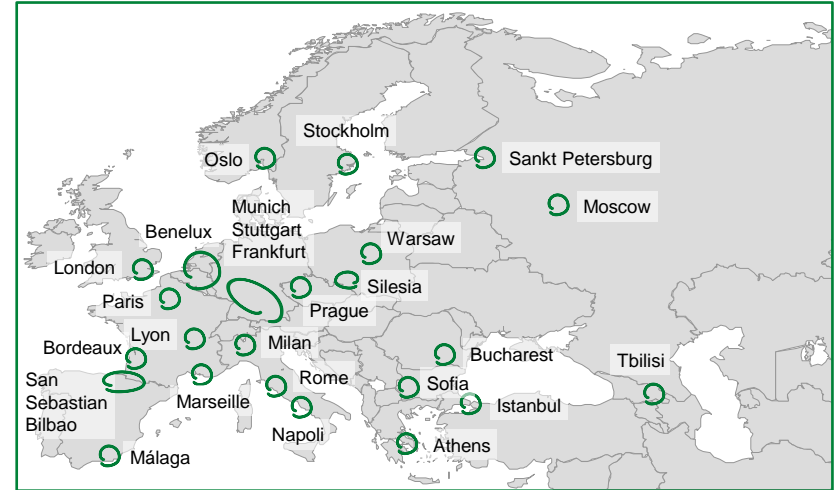 Stockholm
Oslo
Sankt Petersburg
Munich
Stuttgart
Frankfurt
Moscow
Benelux
Warsaw
London
Silesia
Paris
Prague
Lyon
Milan
Bordeaux
Bucharest
Tbilisi
San
Sebastian
Bilbao
Marseille
Rome
Sofia
Istanbul
Napoli
Athens
Málaga